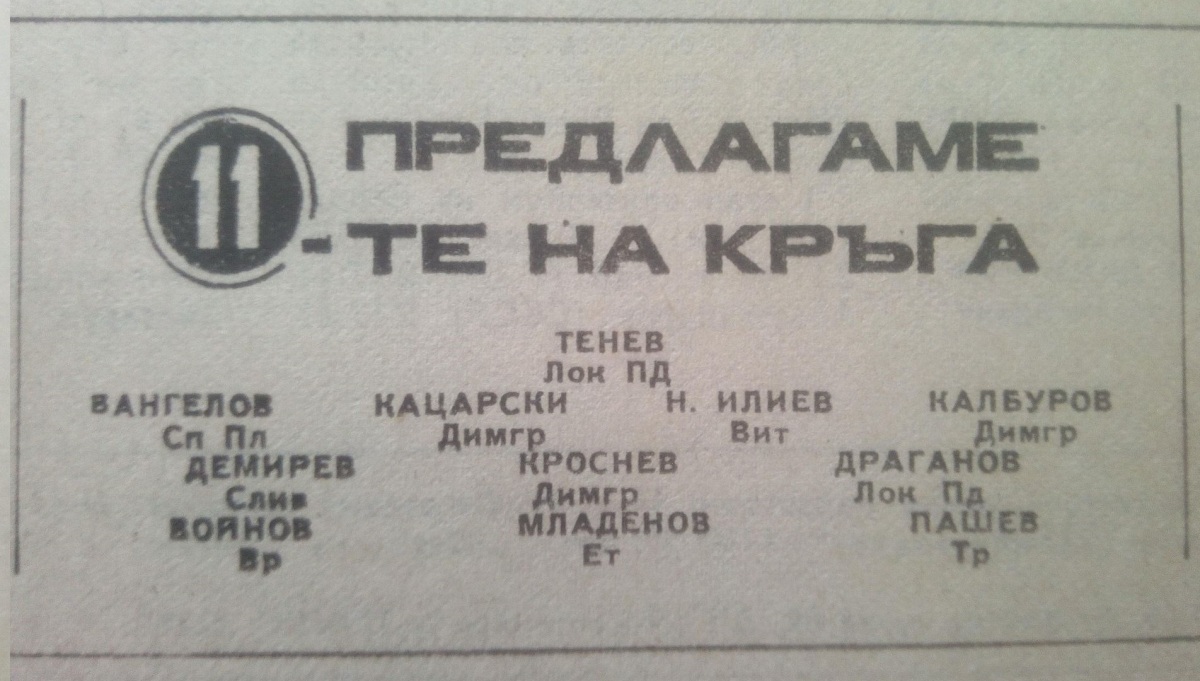 ПРЕДЛАГАМЕ
11-ТЕ НА КРЪГА
ТЕНЕВ
Лок ПД
ВАНГЕЛОВ КАЦАРСКИ Н. ИЛИЕВ КАЛБУРОВ
Сп Пл Димгр Вит Димгр
ДЕМИРЕВ КРОСНЕВ ДРАГАНОВ
Слив Димгр Лок Пд
ВОЙНОВ МЛАДЕНОВ ПАШЕВ
Вр Ет Тр